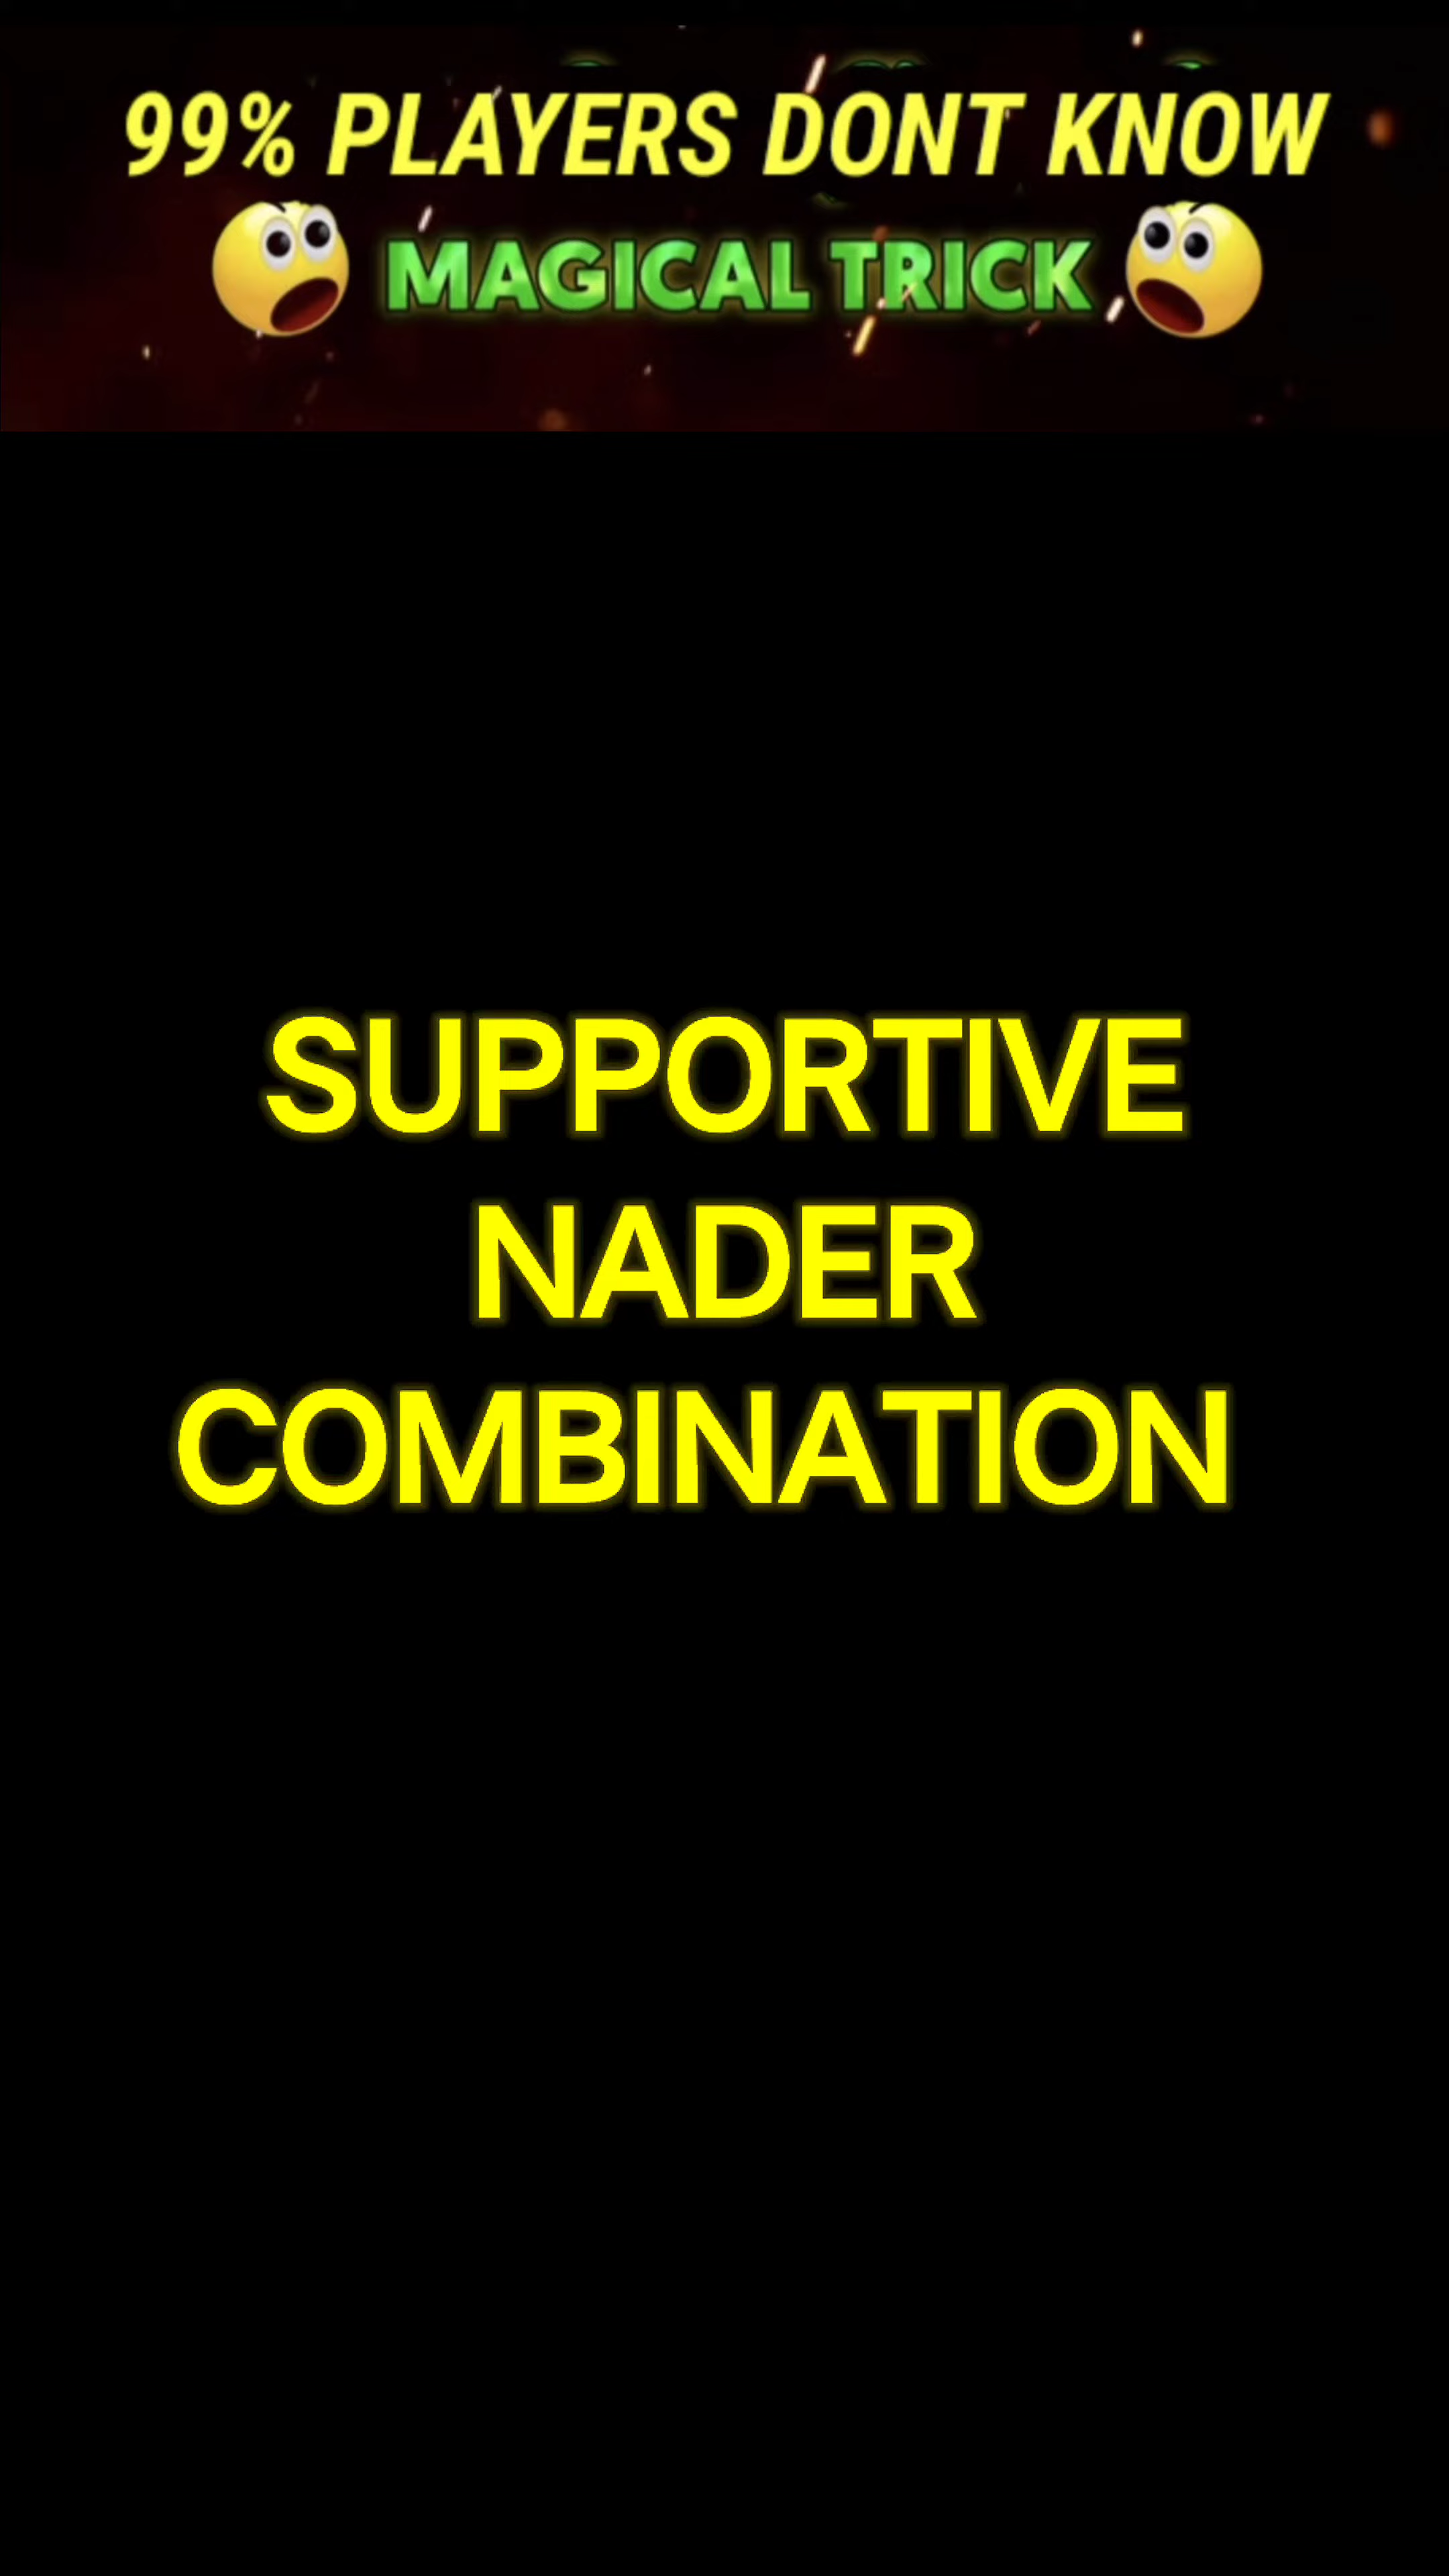 99% PLAYERS DONT KNOW
MAGICAL TRICK
SUPPORTIVE
NADER
COMBINATION